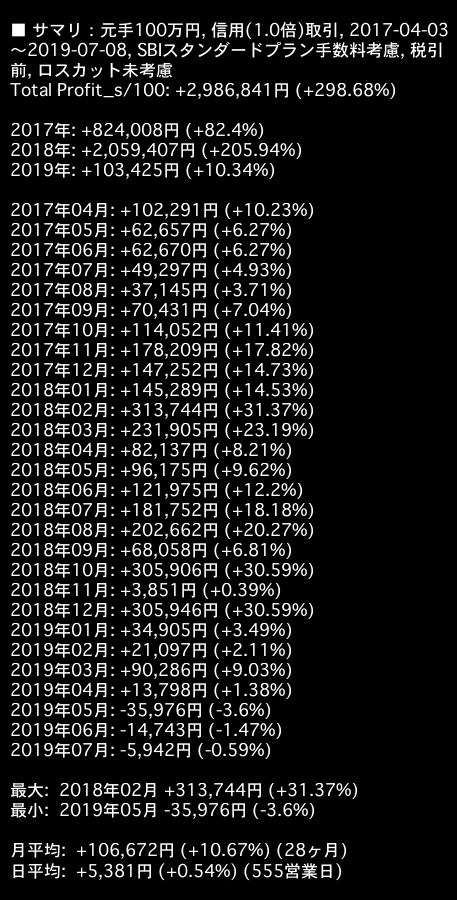 ■ サマリ：元手100万円, 信用(1.0倍)取引, 2017-04-03
〜2019-07-08, SBIスタンダードプラン手数料考慮, 税引
前, ロスカット未考慮
Total Profit_s/100: +2,986,841円 (+298.68%)
2017年: +824,008円 (+82.4%)
2018年: +2,059,407円 (+205.94%)
2019年: +103,425円 (+10.34%)
2017年04月: +102,291円 (+10.23%)
2017年05月: +62,657円 (+6.27%)
2017年06月: +62,670円 (+6.27%)
2017年07月: +49,297円 (+4.93%)
2017年08月: +37,145円 (+3.71%)
2017年09月: +70,431円 (+7.04%)
2017年10月: +114,052円 (+11.41%)
2017年11月: +178,209円 (+17.82%)
2017年12月: +147,252円 (+14.73%)
2018年01月: +145,289円 (+14.53%)
2018年02月: +313,744円 (+31.37%)
2018年03月: +231,905円 (+23.19%)
2018年04月: +82,137円 (+8.21%)
2018年05月: +96,175円 (+9.62%)
2018年06月: +121,975円 (+12.2%)
2018年07月: +181,752円 (+18.18%)
2018年08月: +202,662円 (+20.27%)
2018年09月: +68,058円 (+6.81%)
2018年10月: +305,906円 (+30.59%)
2018年11月: +3,851円 (+0.39%)
2018年12月: +305,946円 (+30.59%)
2019年01月: +34,905円 (+3.49%)
2019年02月: +21,097円 (+2.11%)
2019年03月: +90,286円 (+9.03%)
2019年04月: +13,798円 (+1.38%)
2019年05月: -35,976円 (-3.6%)
2019年06月: -14,743円 (-1.47%)
2019年07月: -5,942円 (-0.59%)
最大: 2018年02月 +313,744円 (+31.37%)
最小: 2019年05月 -35,976円 (-3.6%)
月平均: +106,672円 (+10.67%) (28ヶ月)
日平均: +5,381円 (+0.54%) (555営業日)